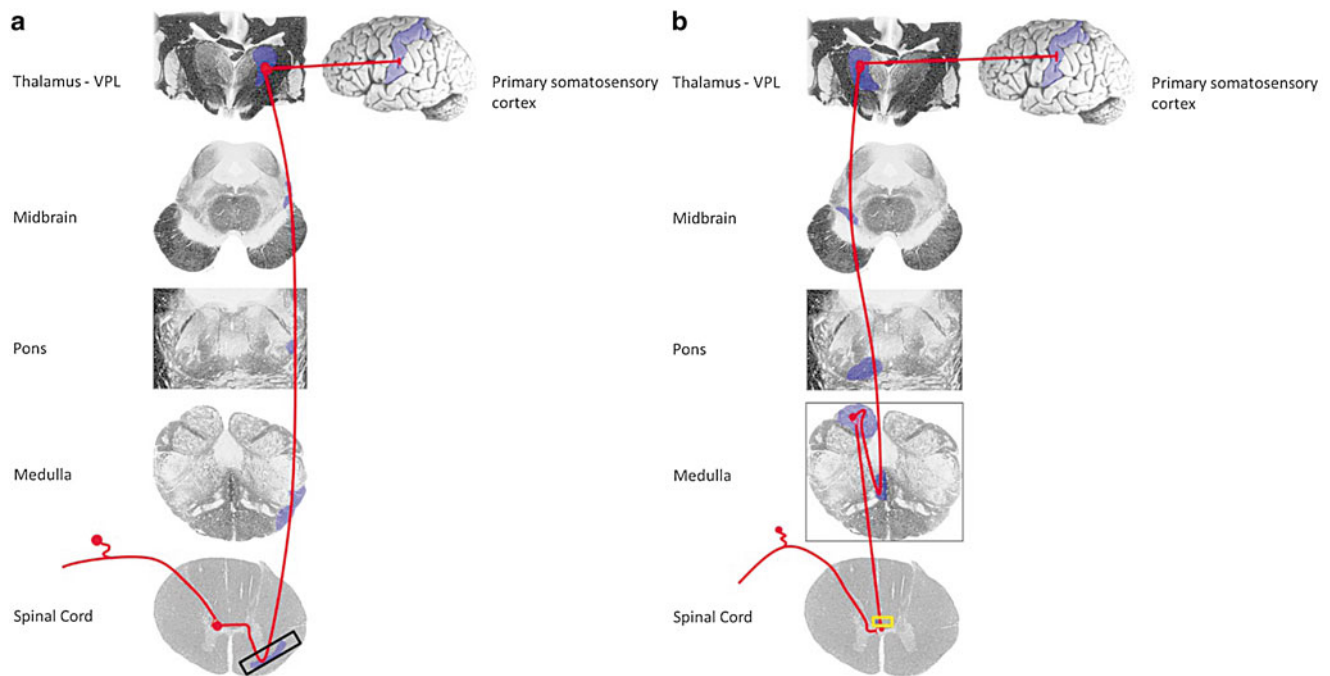 a
Thalamus - VPL
Primary somatosensory
cortex
Midbrain
Pons
Medulla
Spinal Cord
b
Thalamus - VPL
Primary somatosensory
cortex
Midbrain
Pons
Medulla
Spinal Cord